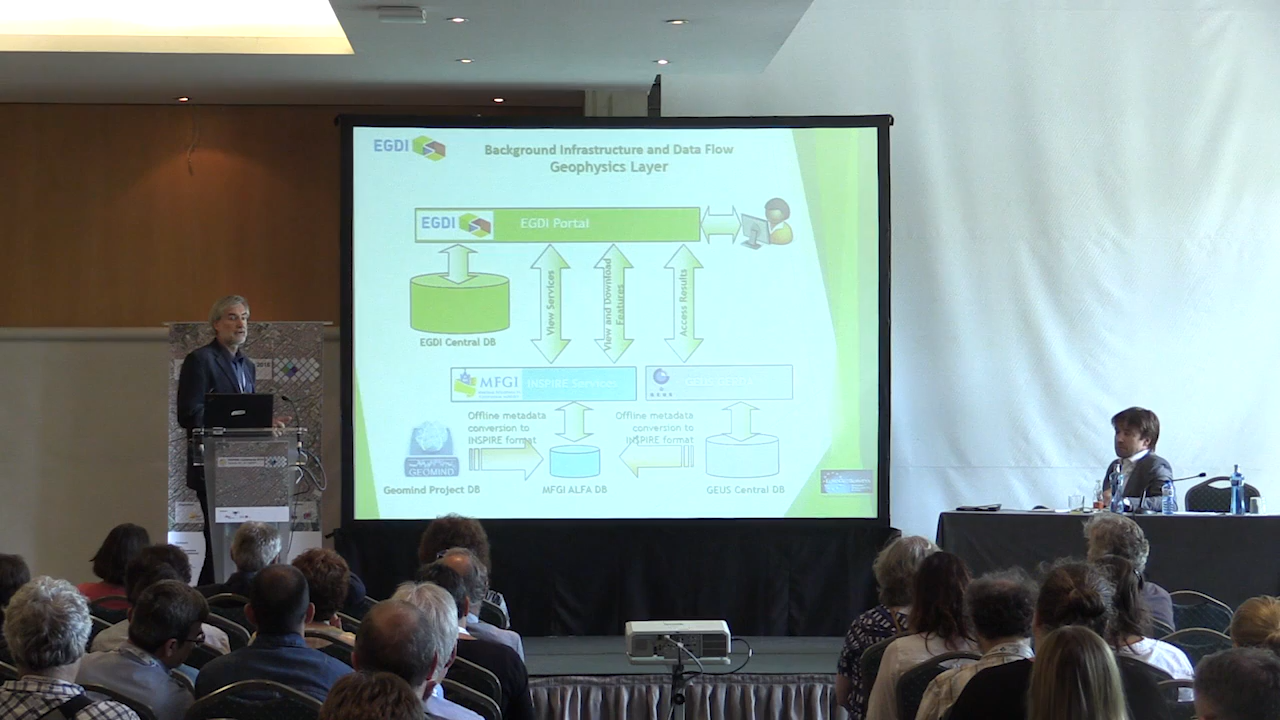 EGDI
Background Infrastructure and Data Flow
Geophysics Layer
EGDI
EGDI Portal
View Services
View and Download
Features
Access Results
EGDI Central DB
MFGI
INSPIRE Services
GEUS
Offline metadata
conversion to
INSPIRE format
Offline metadata
conversion to
INSPIRE format
GEOMIND
Geomind Project DB
MFGI ALFA DB
GEUS Central DB